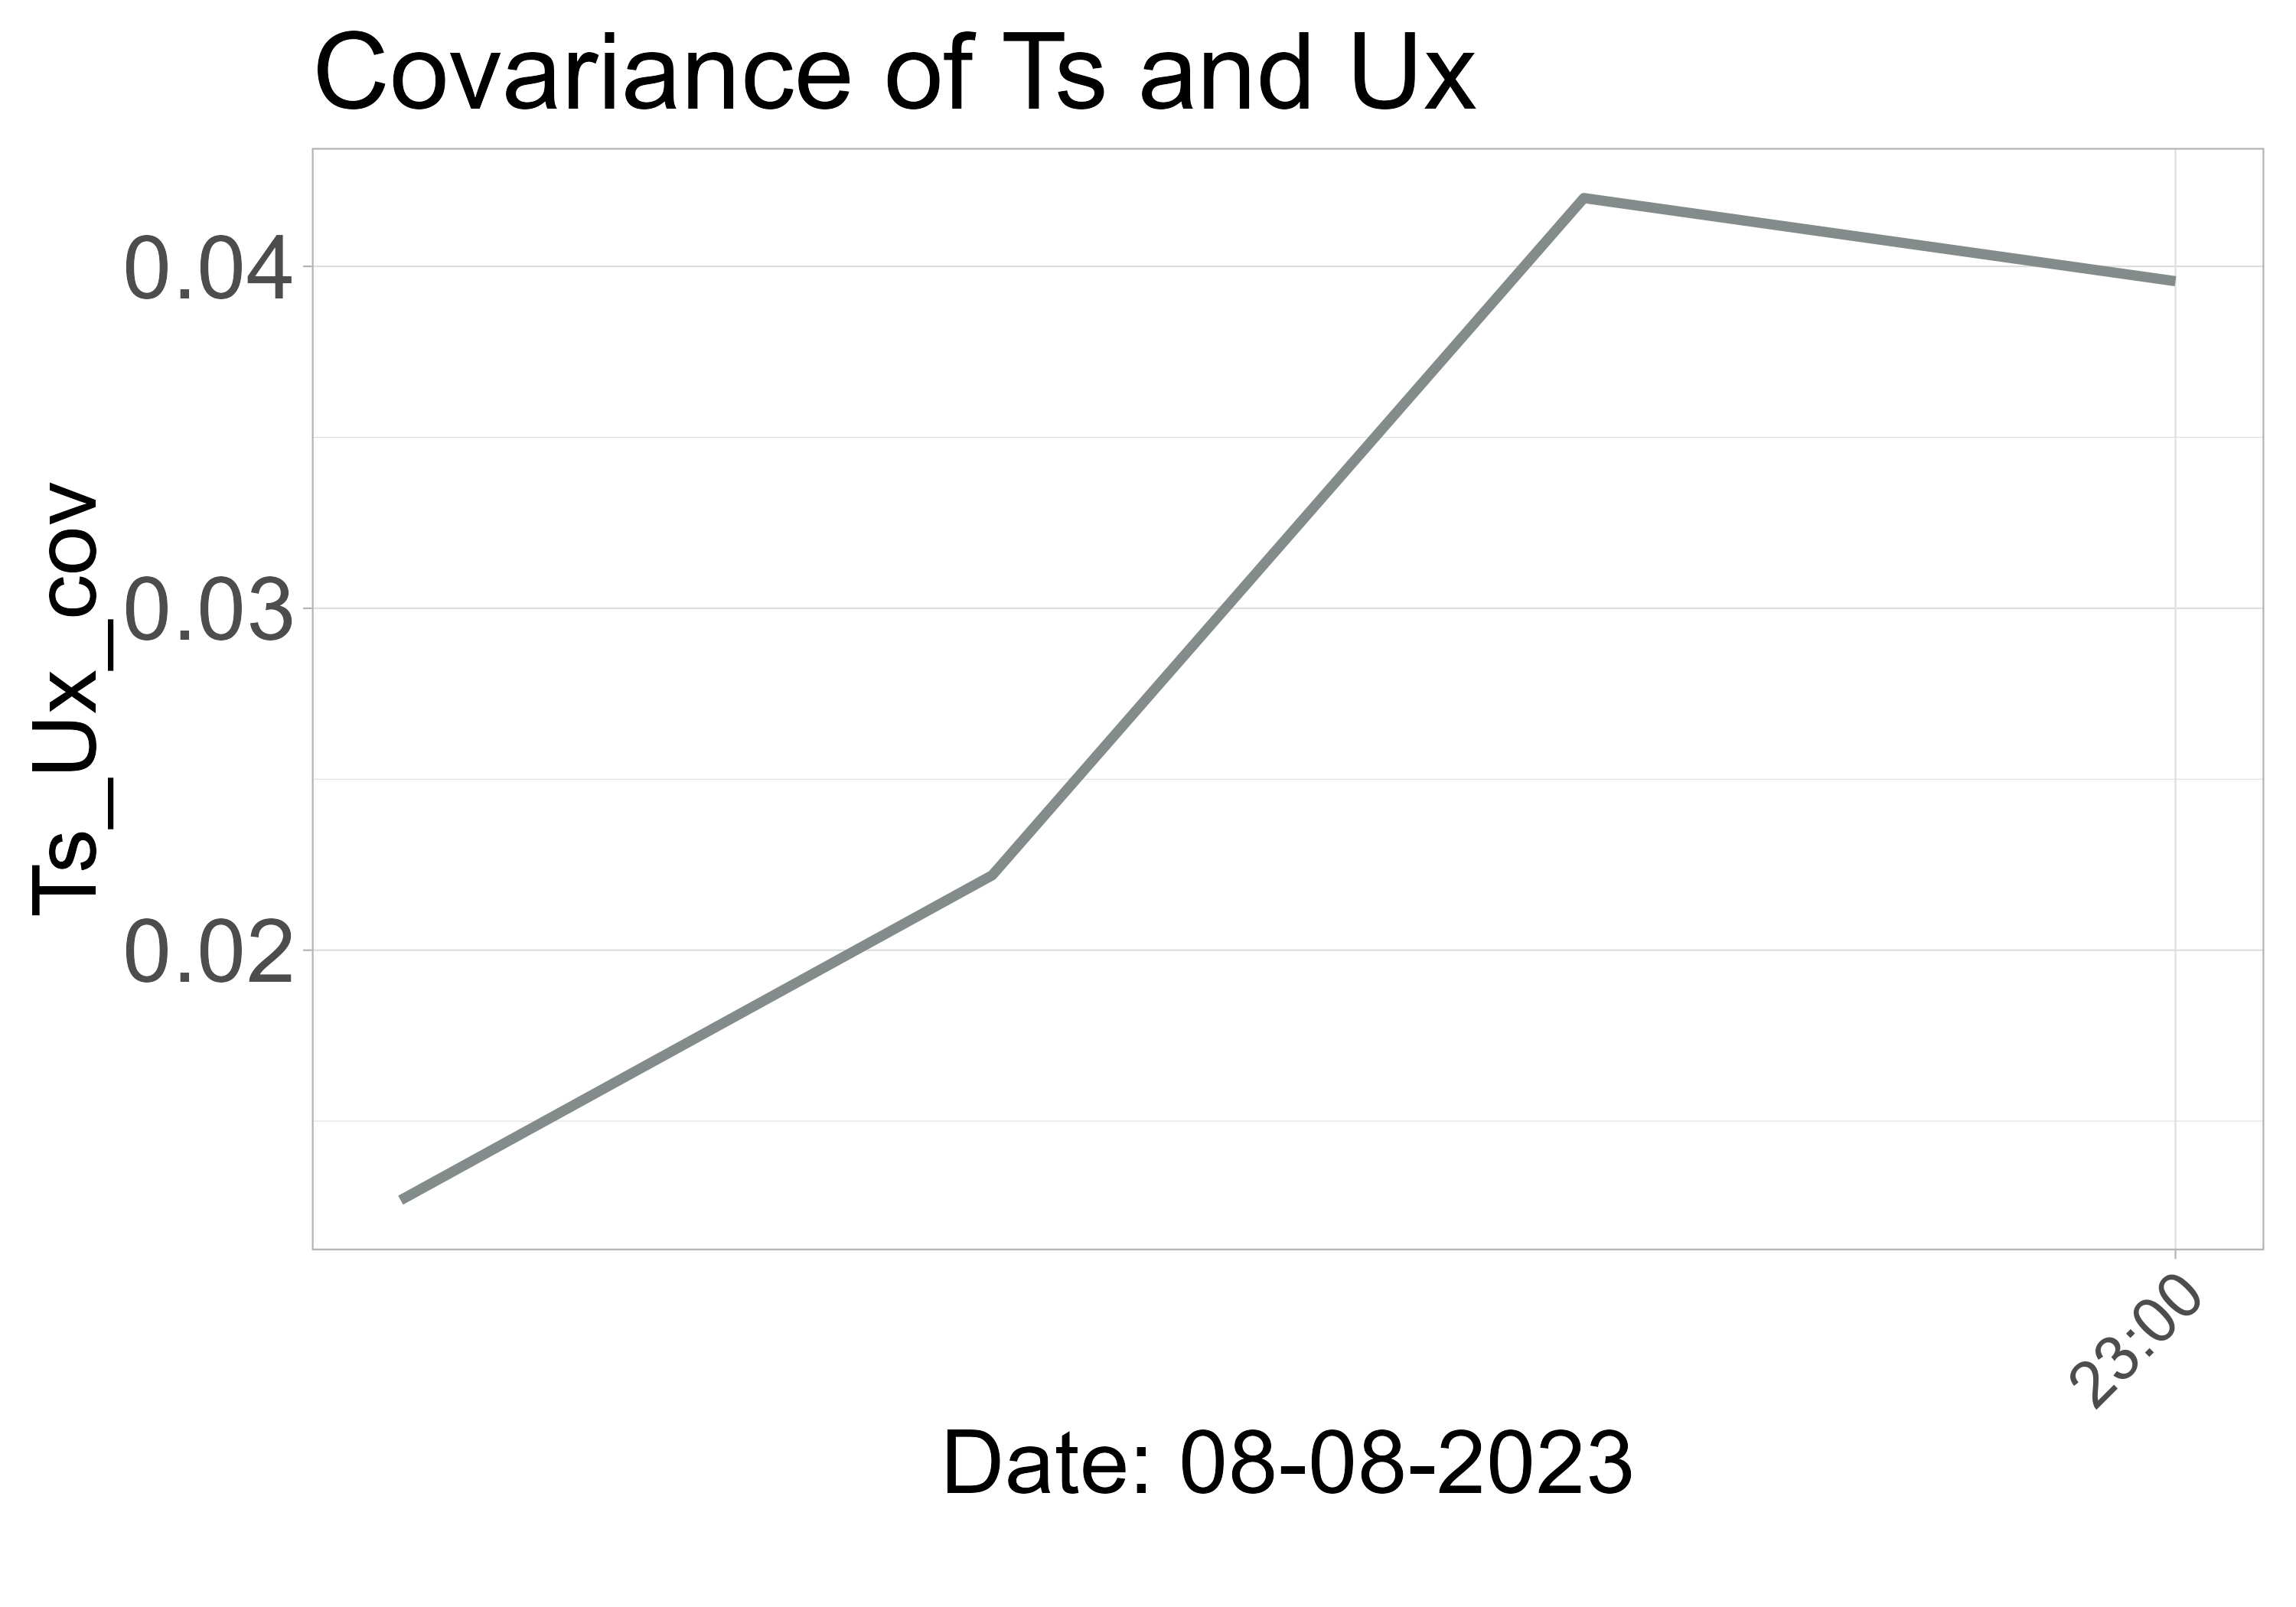 Covariance of Ts and Ux
Ts_Ux_cov
0.04
0.03
0.02
23:00
Date: 08-08-2023